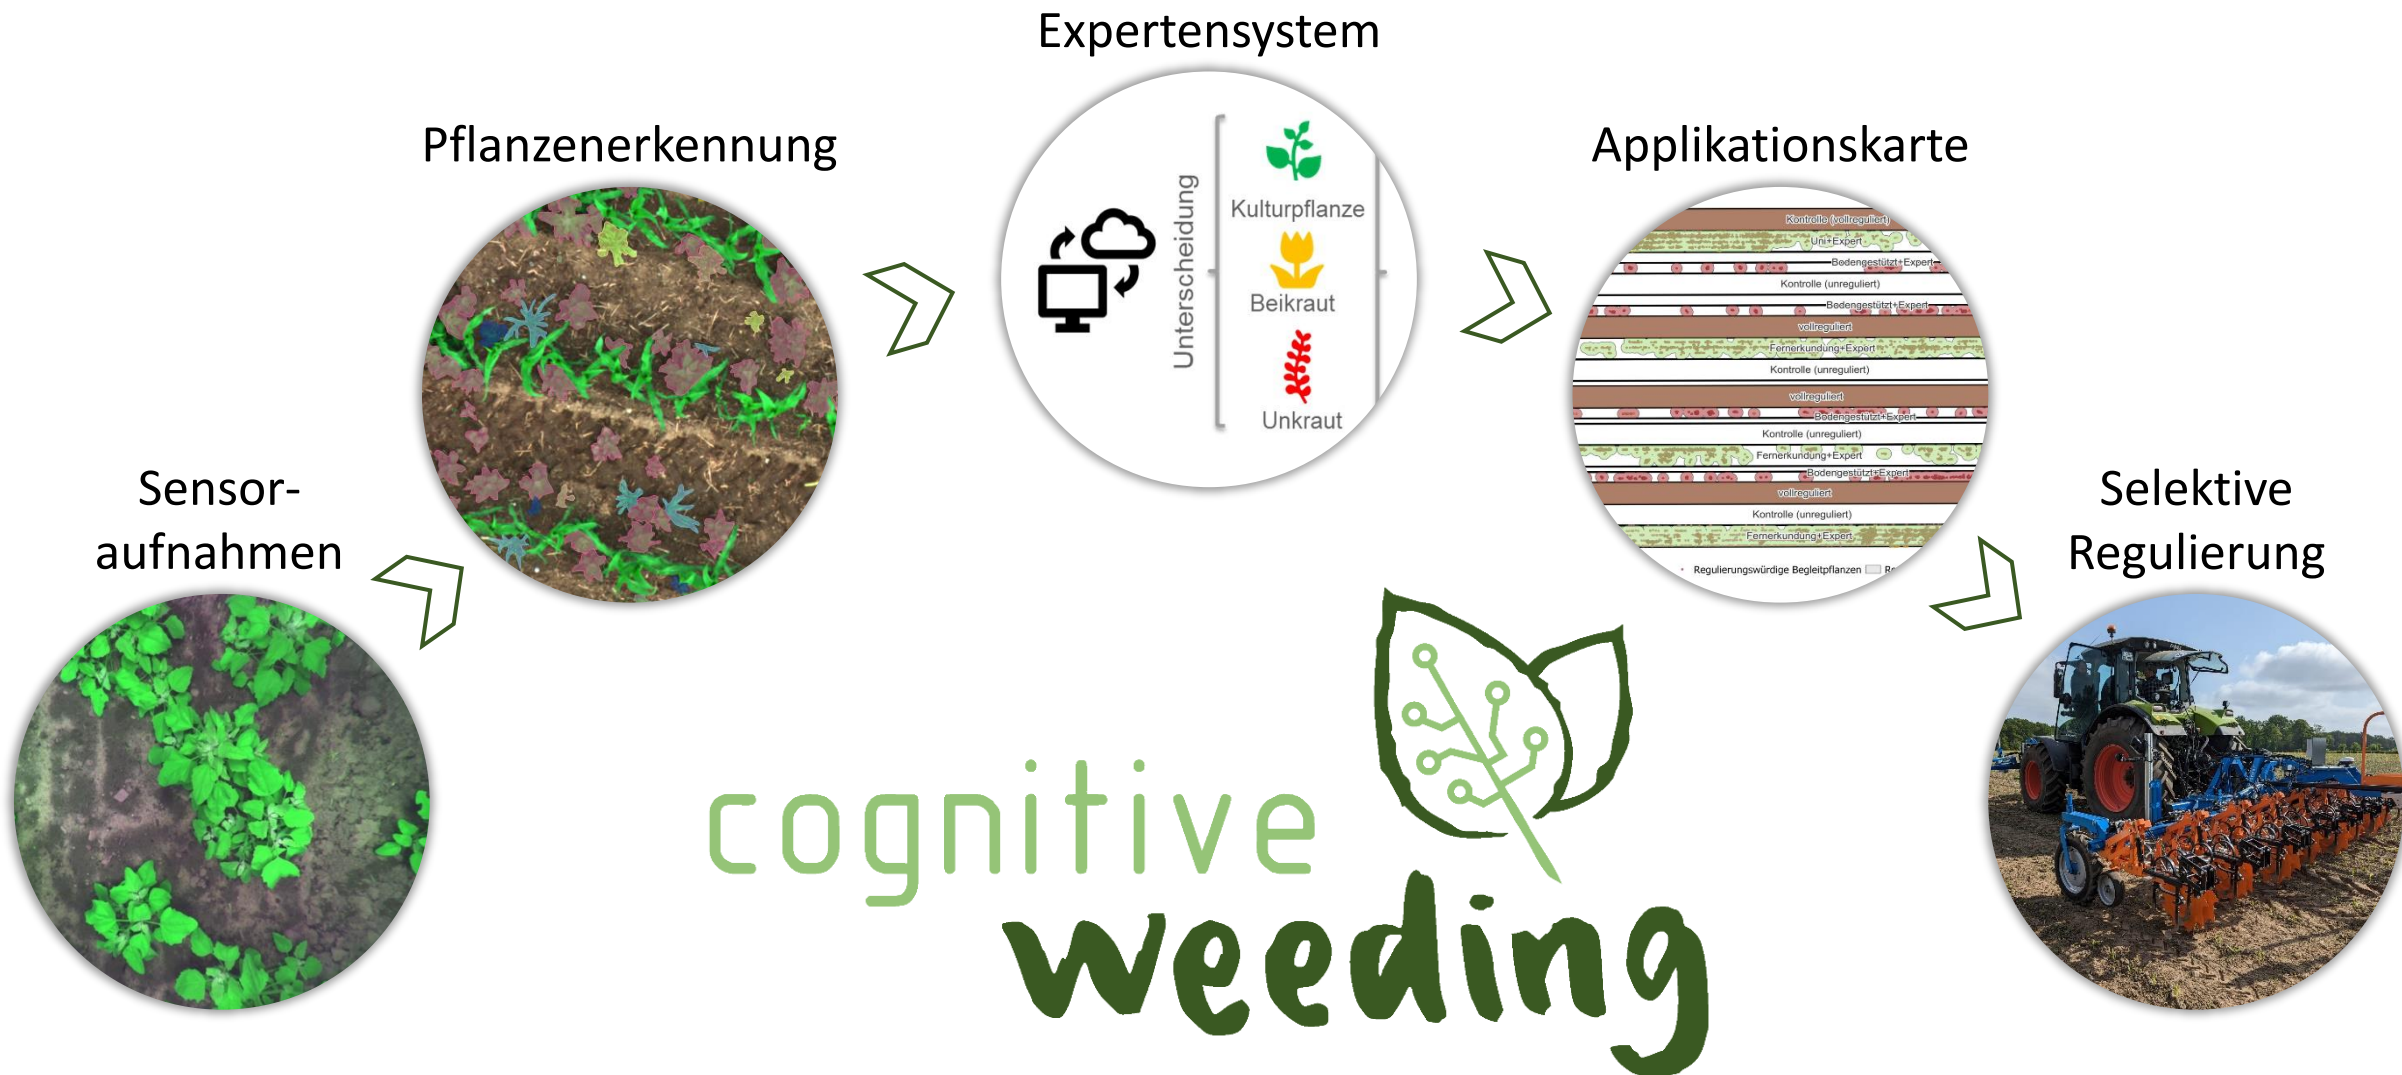 Expertensystem
Pflanzenerkennung
Applikationskarte
Sensor-
aufnahmen
Selektive
Regulierung
Unterscheidung
Kulturpflanze
Beikraut
Unkraut
Kontrolle (vollreguliert)
Uni+Expert
Bodengestützt+Expert
Kontrolle (unreguliert)
Bodengestützt+Expert
vollreguliert
Fernerkundung+Expert
Kontrolle (unreguliert)
vollreguliert
Bodengestützt+Expert
Kontrolle (unreguliert)
Fernerkundung+Expert
Bodengestützt+Expert
vollreguliert
Kontrolle (unreguliert)
Fernerkundung+Expert
Regulierungswürdige Begleitpflanzen
cognitive
weeding